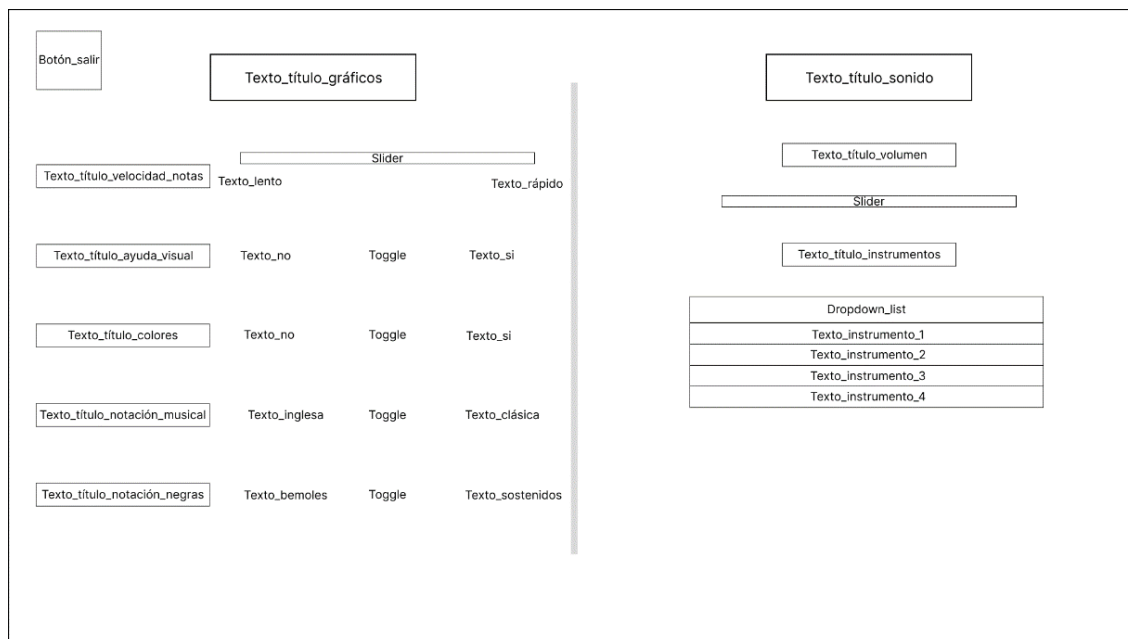 Botón_salir
Texto_título_gráficos
Slider
Texto_título_velocidad_notas
Texto_lento
Texto_rápido
Texto_título_ayuda_visual
Texto_no
Toggle
Texto_si
Texto_título_colores
Texto_no
Toggle
Texto_si
Texto_título_notación_musical
Texto_inglesa
Toggle
Texto_clásica
Texto_título_notación_negras
Texto_bemoles
Toggle
Texto_sostenidos
Texto_título_sonido
Texto_título_volumen
Slider
Texto_título_instrumentos
Dropdown_list
Texto_instrumento_1
Texto_instrumento_2
Texto_instrumento_3
Texto_instrumento_4